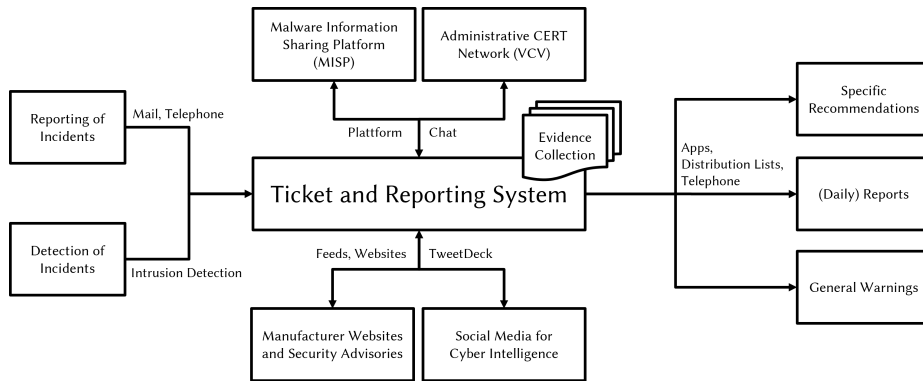 Malware Information
Sharing Platform
(MISP)
Administrative CERT
Network (VCV)
Reporting of
Incidents
Mail, Telephone
Plattform
Chat
Evidence
Collection
Specific
Recommendations
Apps,
Distribution Lists,
Telephone
Ticket and Reporting System
(Daily) Reports
Detection of
Incidents
Intrusion Detection
Feeds, Websites
TweetDeck
General Warnings
Manufacturer Websites
and Security Advisories
Social Media for
Cyber Intelligence